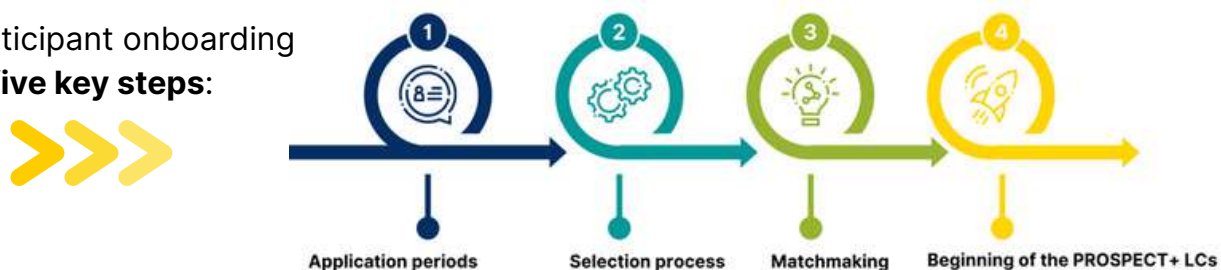 ticipant onboarding
ive key steps:
1
2
3
4
Application periods
Selection process
Matchmaking
Beginning of the PROSPECT+ LCs